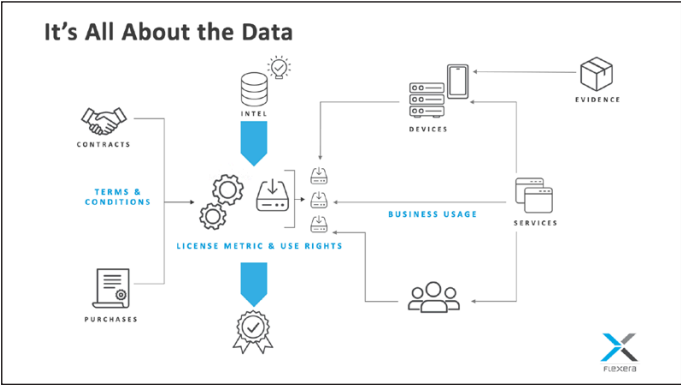 It's All About the Data
INTEL
DEVICES
EVIDENCE
CONTRACTS
TERMS &
CONDITIONS
BUSINESS USAGE
SERVICES
LICENSE METRIC & USE RIGHTS
PURCHASES
FLEXERA